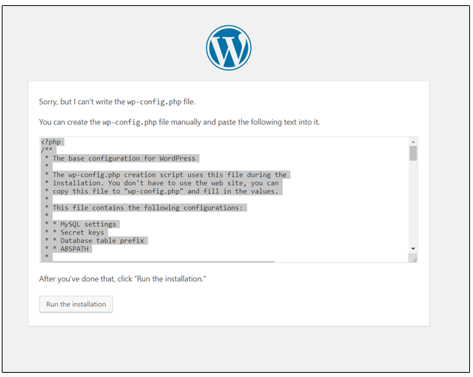 Sorry, but I can't write the wp-config.php file.
You can create the wp-config.php file manually and paste the following text into it.
<?php
/**
 * The base configuration for WordPress
 *
 * The wp-config.php creation script uses this file during the
 * installation. You don't have to use the web site, you can
 * copy this file to "wp-config.php" and fill in the values.
 *
 * This file contains the following configurations:
 *
 * * MySQL settings
 * * Secret keys
 * * Database table prefix
 * * ABSPATH
 *
After you've done that, click "Run the installation."
Run the installation